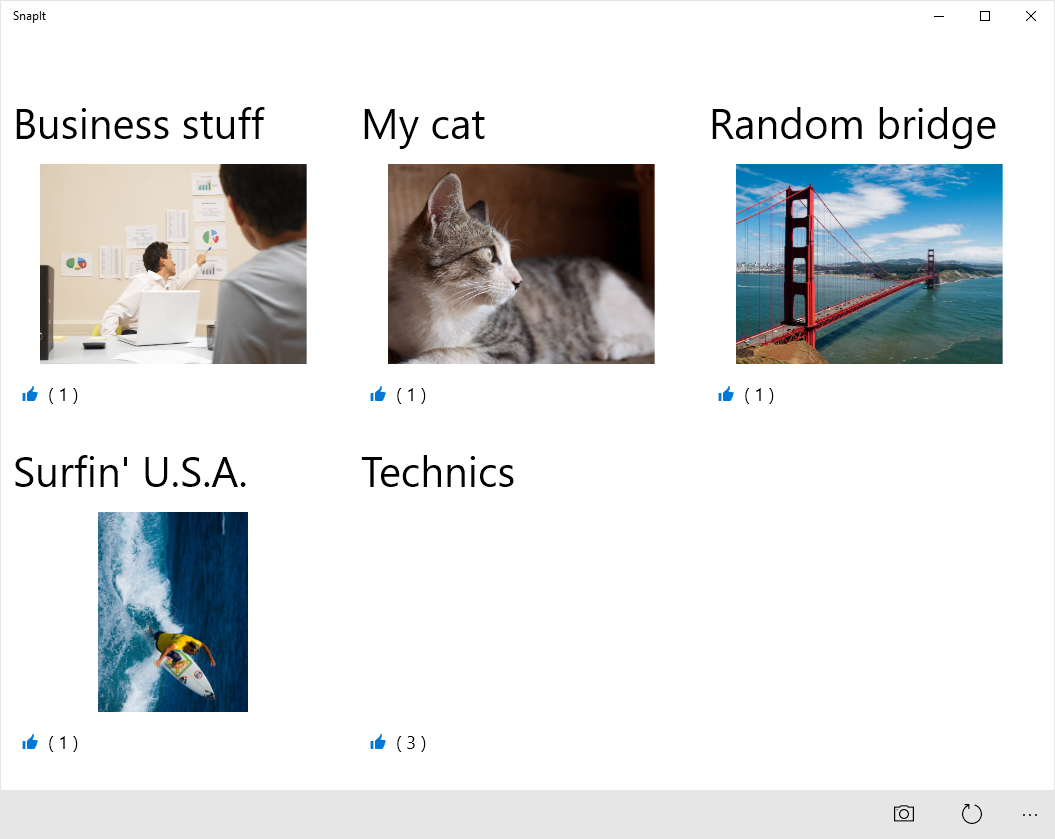 SnapIt
Business stuff
My cat
Random bridge
( 1 )
( 1 )
( 1 )
Surfin' U.S.A.
Technics
( 1 )
( 3 )